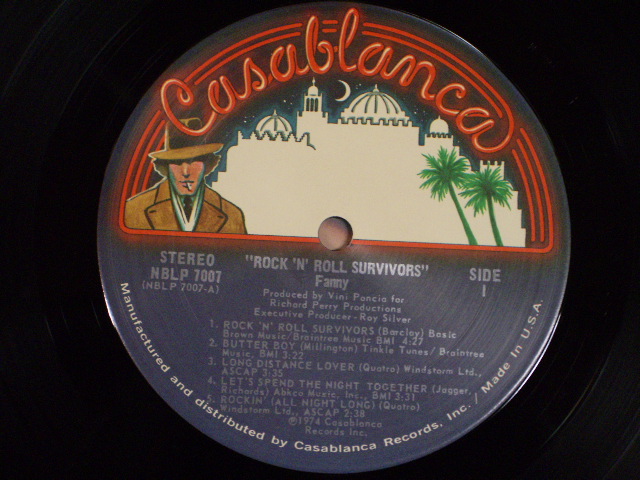 Casablanca
STEREO
NBLP 7007
(NBLP 7007-A)
"ROCK 'N' ROLL SURVIVORS"
Fanny
SIDE
1
Produced by Vini Poncia for
Richard Perry Productions
Executive Producer - Roy Silver
1. ROCK 'N' ROLL SURVIVORS (Barclay) Basic
Brown Music/Braintree Music BMI 4:27
2. BUTTER BOY (Millington) Tinkle Tunes/Braintree
Music, BMI 3:22
3. LONG DISTANCE LOVER (Quatro) Windstorm Ltd.,
ASCAP 3:35
4. LET'S SPEND THE NIGHT TOGETHER (Jagger,
Richards) Abkco Music, Inc., BMI 3:31
5. ROCKIN' (ALL NIGHT LONG) (Quatro)
Windstorm Ltd., ASCAP 2:38
℗1974 Casablanca
Records Inc.
Manufactured and distributed by Casablanca Records, Inc. / Made in U.S.A.